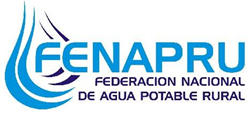 FENAPRU
FEDERACION NACIONAL
DE AGUA POTABLE RURAL